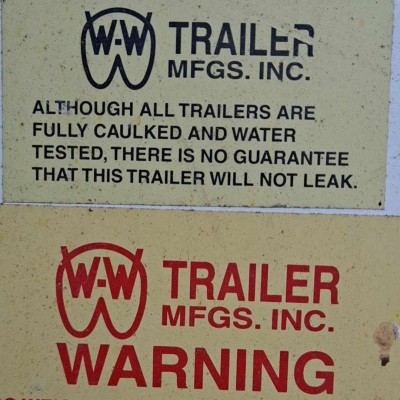 W-W TRAILER
MFGS. INC.
ALTHOUGH ALL TRAILERS ARE
FULLY CAULKED AND WATER
TESTED, THERE IS NO GUARANTEE
THAT THIS TRAILER WILL NOT LEAK.
W-W TRAILER
MFGS. INC.
WARNING